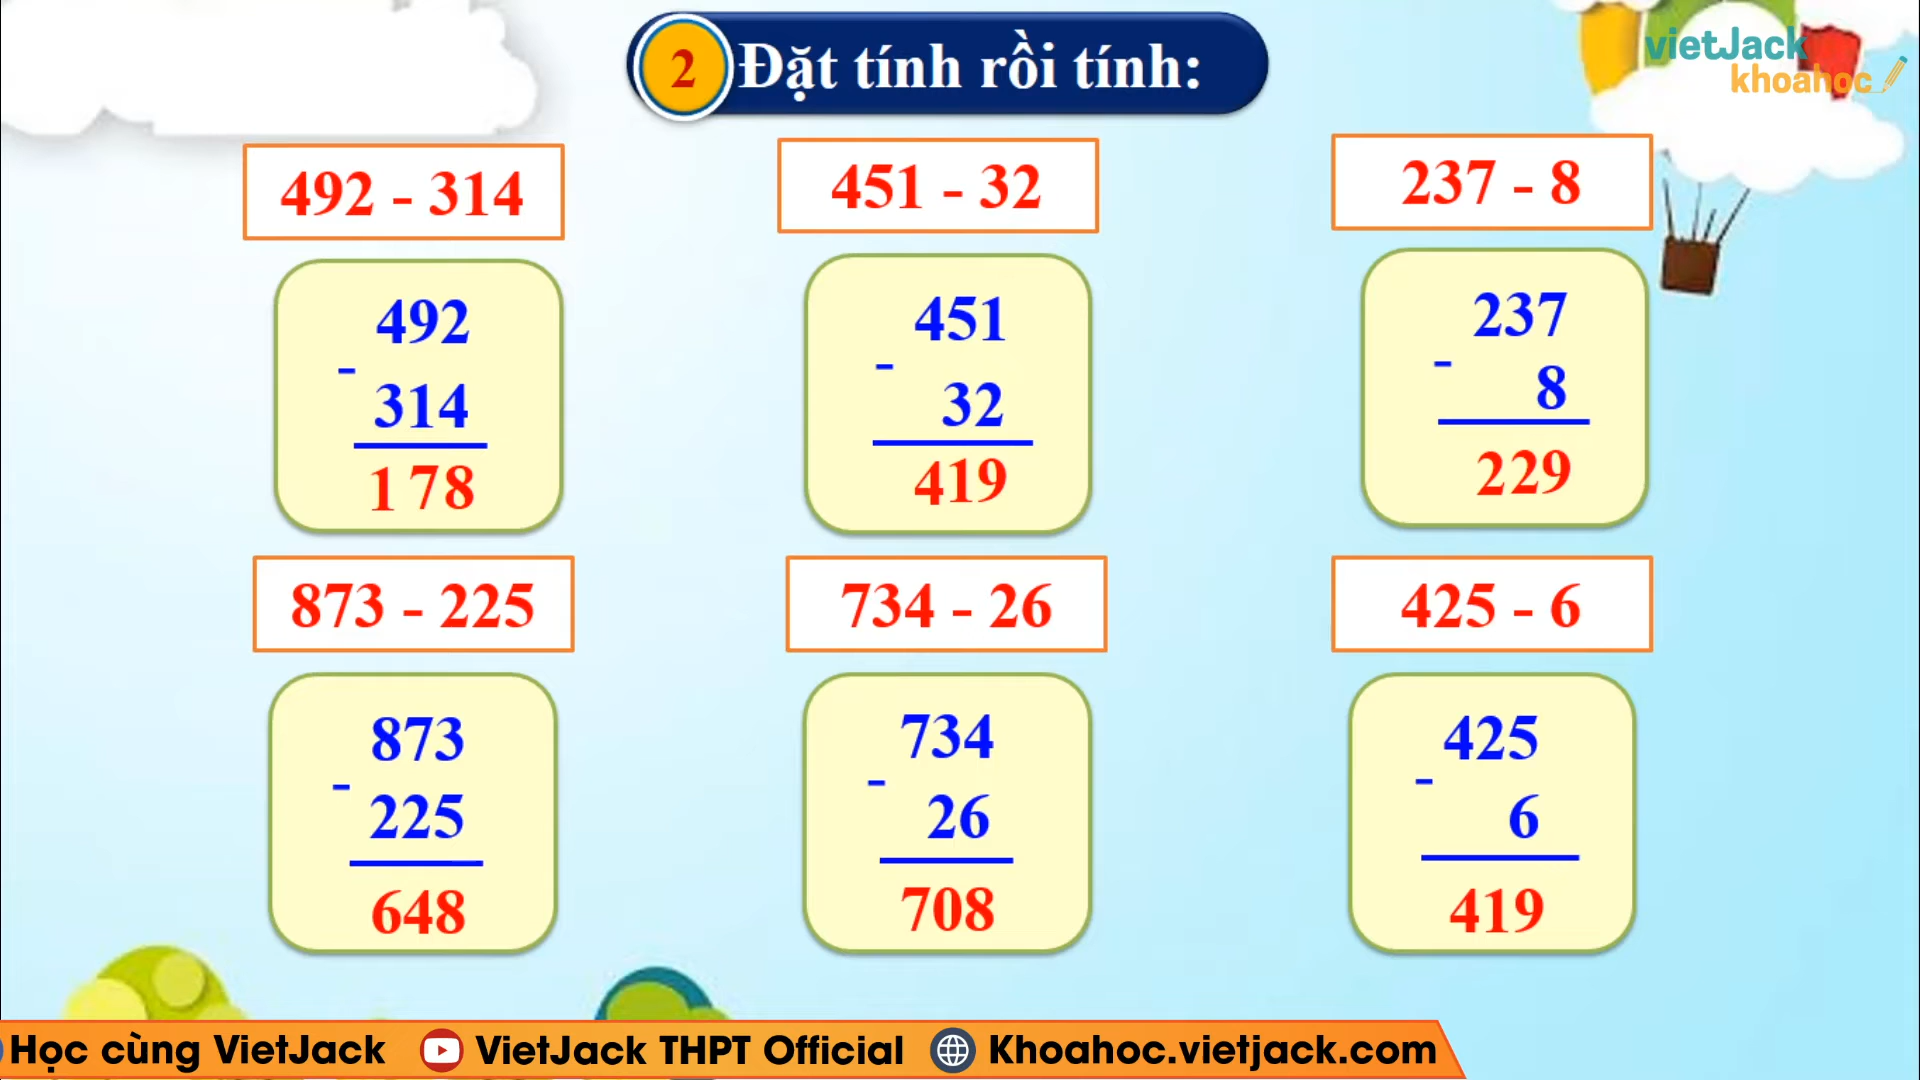 vietJack
khoahoc
2 Đặt tính rồi tính:
492 - 314
451 - 32
237 - 8
492
-
314
178
451
-
32
419
237
-
8
229
873 - 225
734 - 26
425 - 6
873
-
225
648
734
-
26
708
425
-
6
419
Học cùng VietJack VietJack THPT Official Khoahoc.vietjack.com